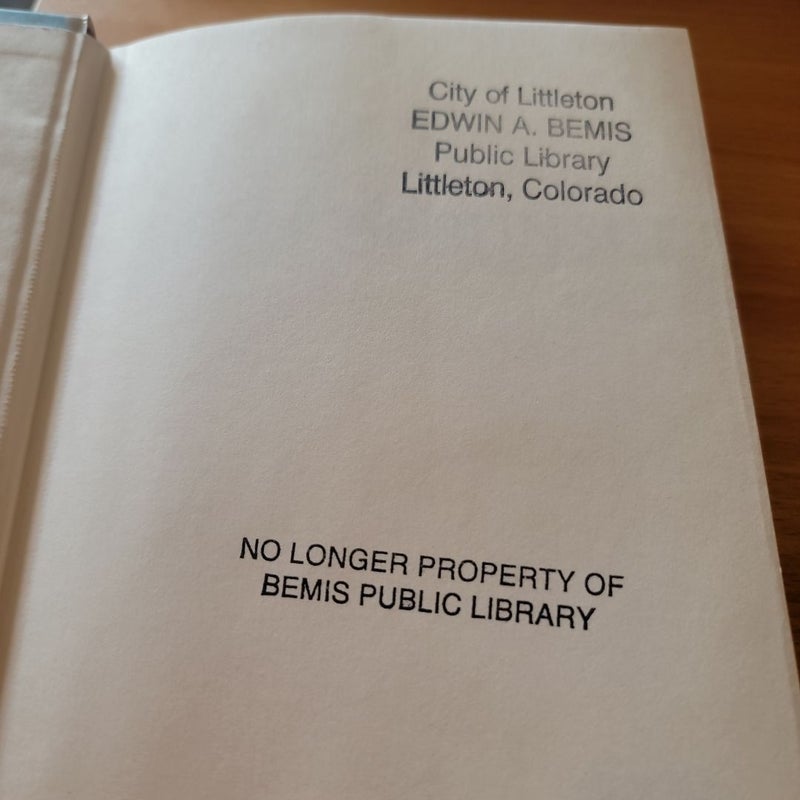 City of Littleton
EDWIN A. BEMIS
Public Library
Littleton, Colorado
NO LONGER PROPERTY OF
BEMIS PUBLIC LIBRARY